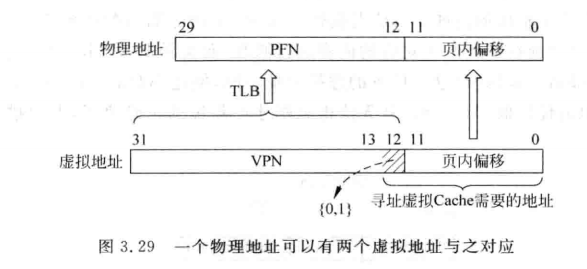 29 12 11 0
物理地址 PFN 页内偏移
TLB
31 13 12 11 0
虚拟地址 VPN 页内偏移
{0,1} 寻址虚拟Cache需要的地址
图 3.29 一个物理地址可以有两个虚拟地址与之对应